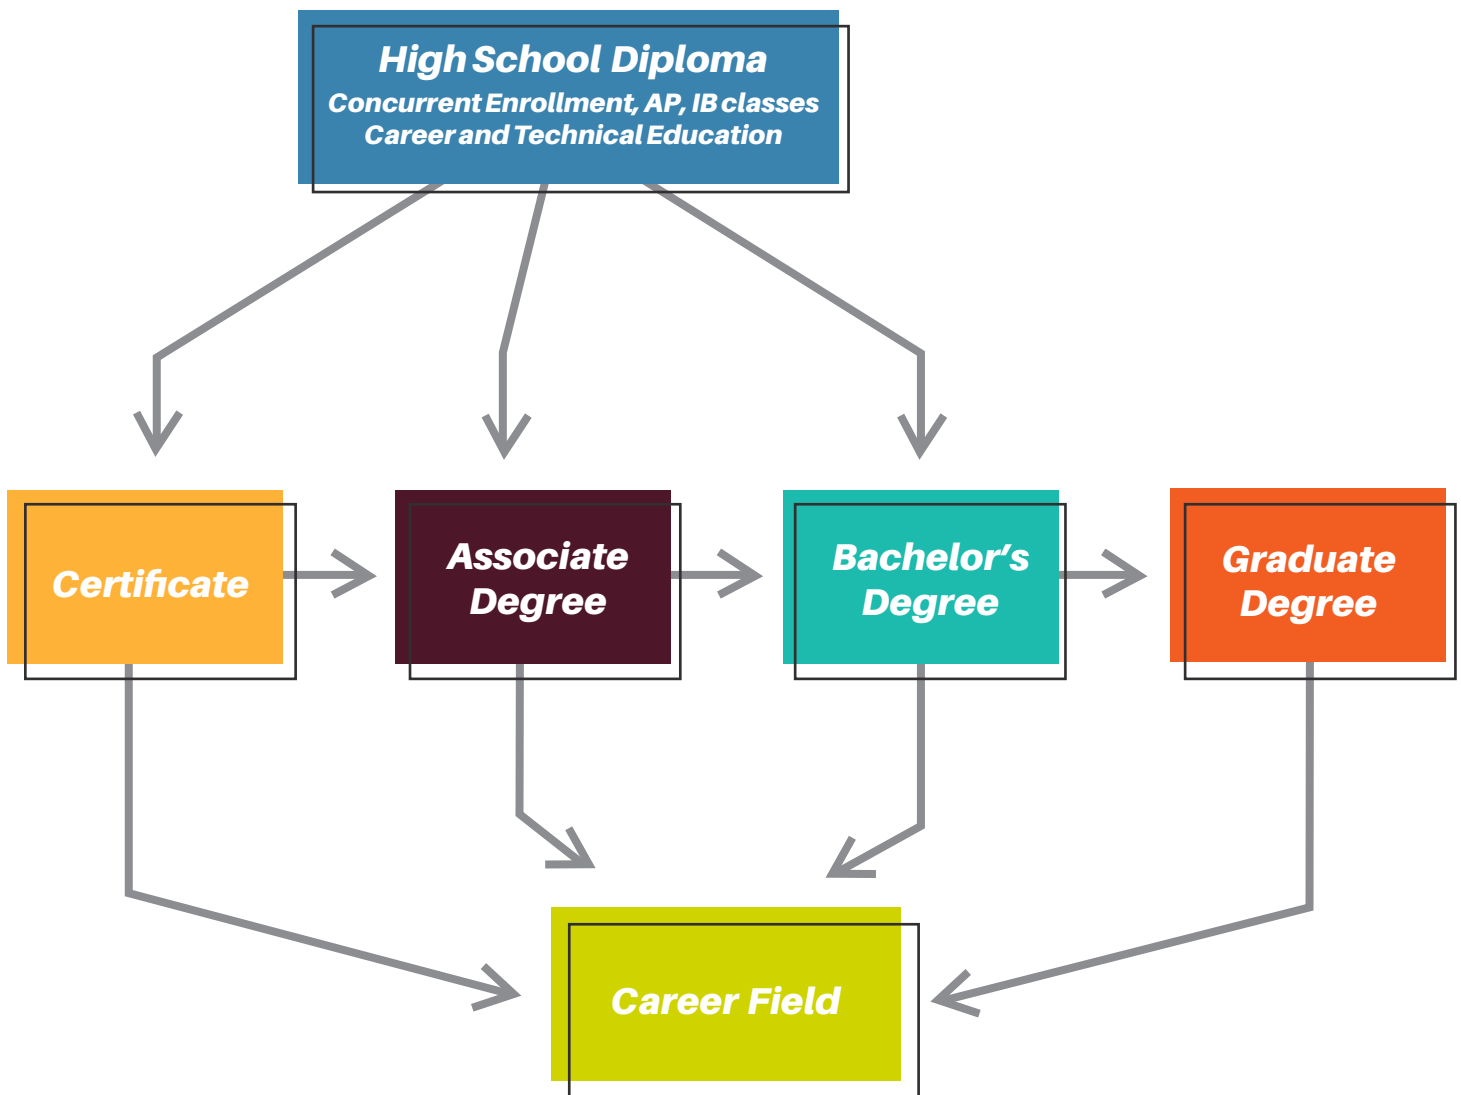 High School Diploma
Concurrent Enrollment, AP, IB classes
Career and Technical Education
Certificate
Associate
Degree
Bachelor's
Degree
Graduate
Degree
Career Field